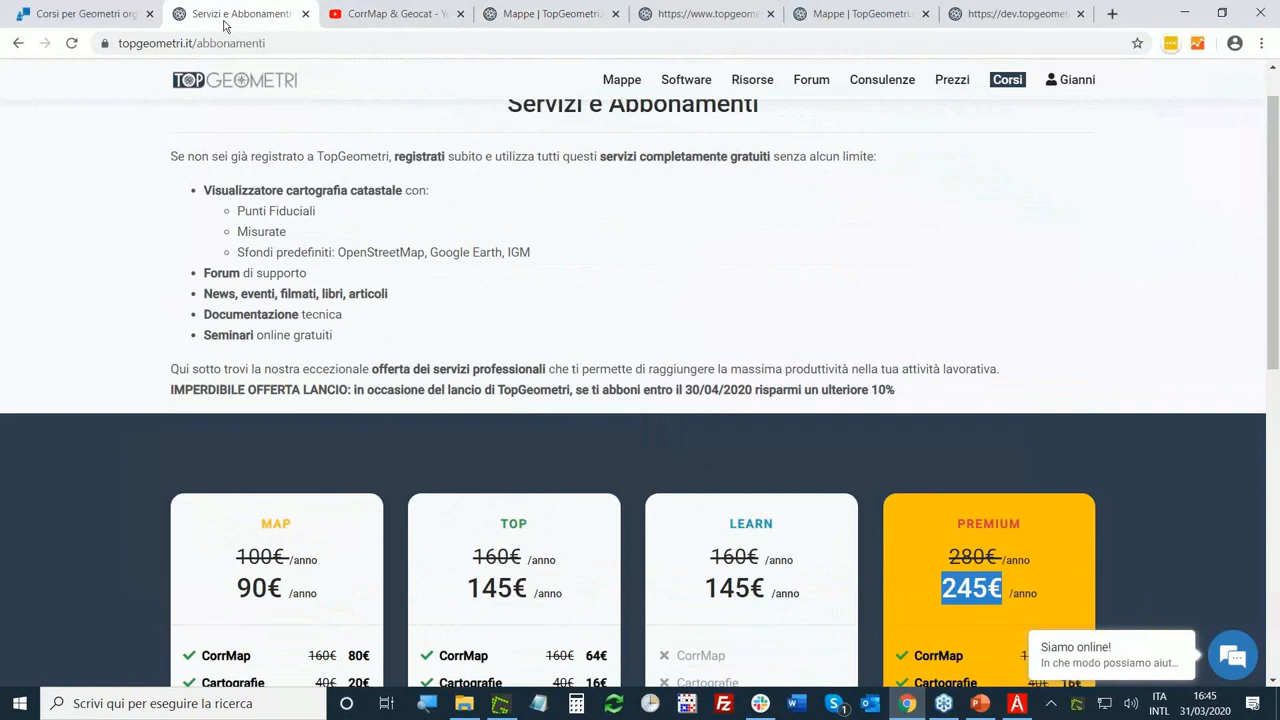 Corsi per Geometri org
Servizi e Abbonamenti
CorrMap & Geocat - Y
Mappe | TopGeometri.
https://www.topgeom
Mappe | TopGeometri.
https://dev.topgeomet
topgeometri.it/abbonamenti
TOPGEOMETRI
Mappe
Software
Risorse
Forum
Consulenze
Prezzi
Corsi
Gianni
Servizi e Abbonamenti
Se non sei già registrato a TopGeometri, registrati subito e utilizza tutti questi servizi completamente gratuiti senza alcun limite:
• Visualizzatore cartografia catastale con:
Punti Fiduciali
Misurate
Sfondi predefiniti: OpenStreetMap, Google Earth, IGM
• Forum di supporto
• News, eventi, filmati, libri, articoli
• Documentazione tecnica
• Seminari online gratuiti
Qui sotto trovi la nostra eccezionale offerta dei servizi professionali che ti permette di raggiungere la massima produttività nella tua attività lavorativa.
IMPERDIBILE OFFERTA LANCIO: in occasione del lancio di TopGeometri, se ti abboni entro il 30/04/2020 risparmi un ulteriore 10%
MAP
100€ /anno
90€ /anno
CorrMap 160€ 80€
Cartografie 40€ 20€
TOP
160€ /anno
145€ /anno
CorrMap 160€ 64€
Cartografie 40€ 16€
LEARN
160€ /anno
145€ /anno
CorrMap
Cartografie
PREMIUM
280€ /anno
245€ /anno
CorrMap
Cartografie 16€
Siamo online!
In che modo possiamo aiut...
Scrivi qui per eseguire la ricerca
ITA
INTL
16:45
31/03/2020